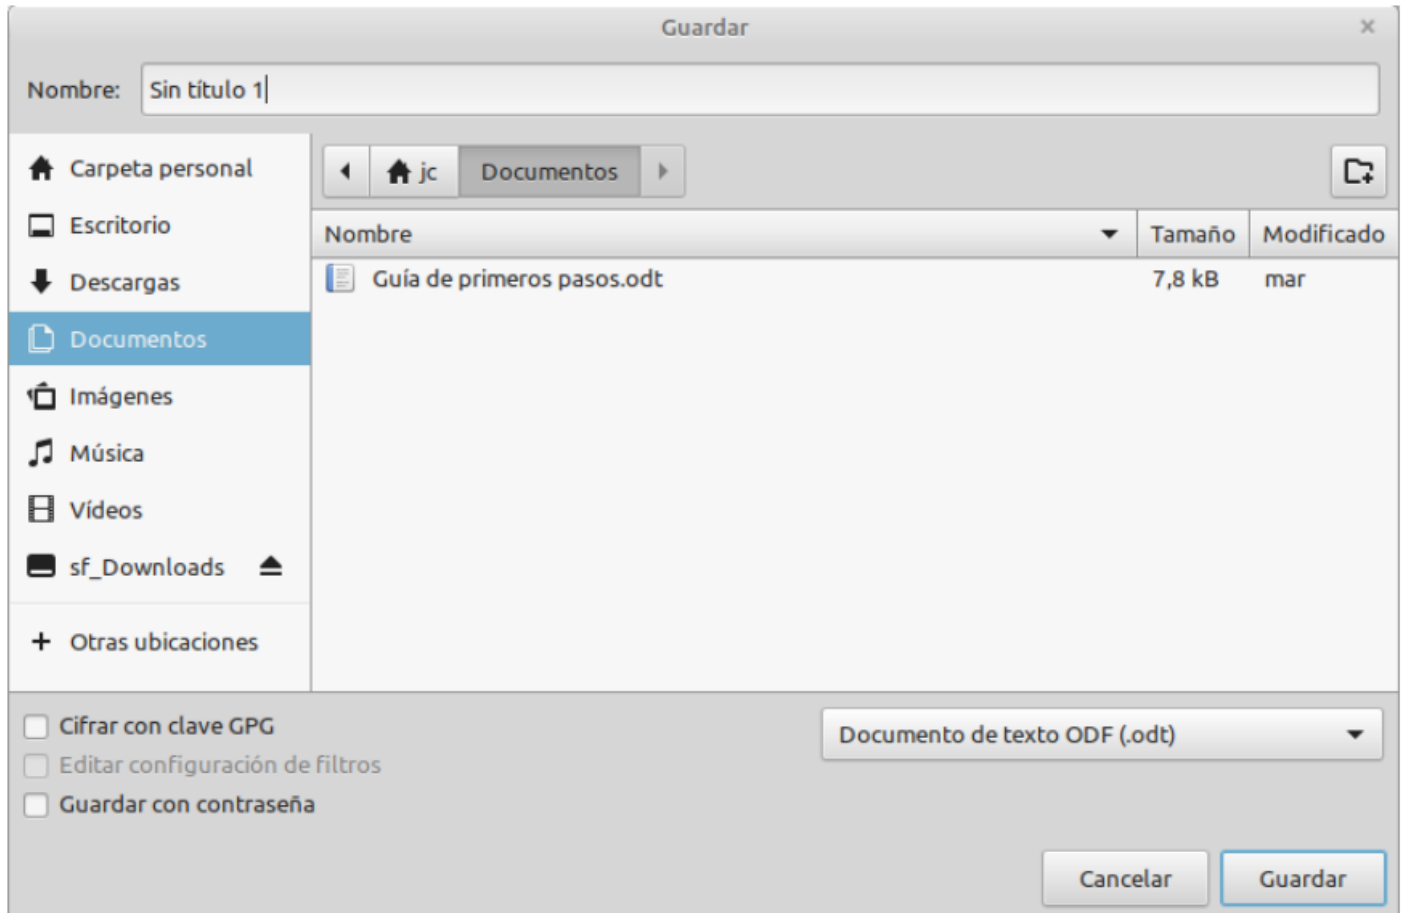 Guardar
Nombre: Sin título 1
Carpeta personal
Escritorio
Descargas
Documentos
Imágenes
Música
Vídeos
sf_Downloads
Otras ubicaciones
jc Documentos
Nombre Tamaño Modificado
Guía de primeros pasos.odt 7,8 kB mar
Cifrar con clave GPG
Editar configuración de filtros
Guardar con contraseña
Documento de texto ODF (.odt)
Cancelar Guardar